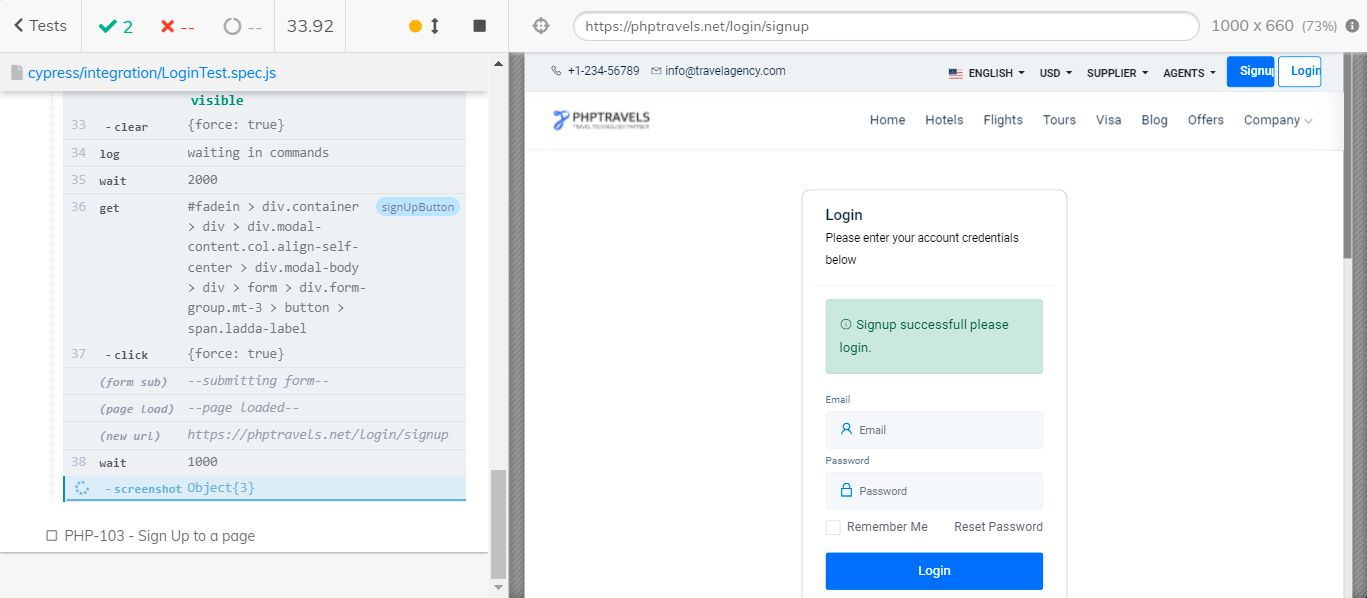 Tests
2
--
--
33.92
https://phptravels.net/login/signup
1000 x 660 (73%)
cypress/integration/LoginTest.spec.js
visible
33 -clear {force: true}
34 log waiting in commands
35 wait 2000
36 get #fadein > div.container signUpButton
> div > div.modal-
content.col.align-self-
center > div.modal-body
> div > form > div.form-
group.mt-3 > button >
span.ladda-label
37 -click {force: true}
(form sub) --submitting form--
(page load) --page loaded--
(new url) https://phptravels.net/login/signup
38 wait 1000
-screenshot Object{3}
PHP-103 - Sign Up to a page
+1-234-56789 info@travelagency.com ENGLISH USD SUPPLIER AGENTS Signup Login
PHPTRAVELS
TRAVEL TECHNOLOGY PARTNER
Home Hotels Flights Tours Visa Blog Offers Company
Login
Please enter your account credentials
below
Signup successfull please
login.
Email
Email
Password
Password
Remember Me Reset Password
Login